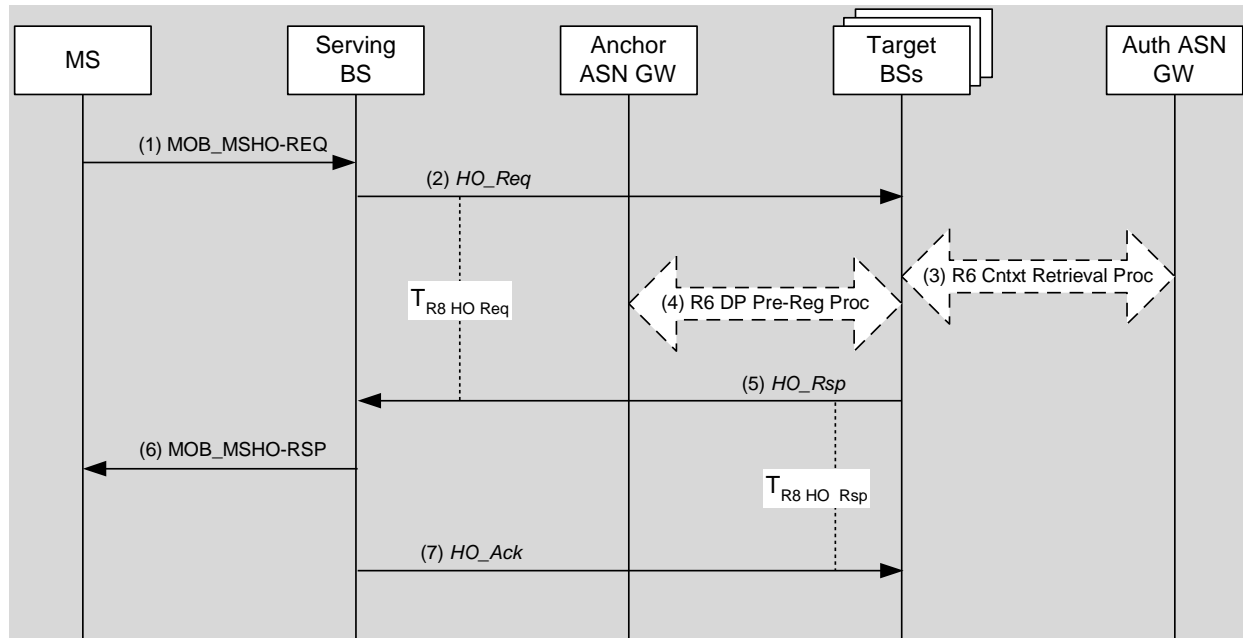 MS
Serving
BS
Anchor
ASN GW
Target
BSs
Auth ASN
GW
(1) MOB_MSHO-REQ
(2) HO_Req
(3) R6 Cntxt Retrieval Proc
(4) R6 DP Pre-Reg Proc
T R8 HO Req
(5) HO_Rsp
(6) MOB_MSHO-RSP
T R8 HO Rsp
(7) HO_Ack